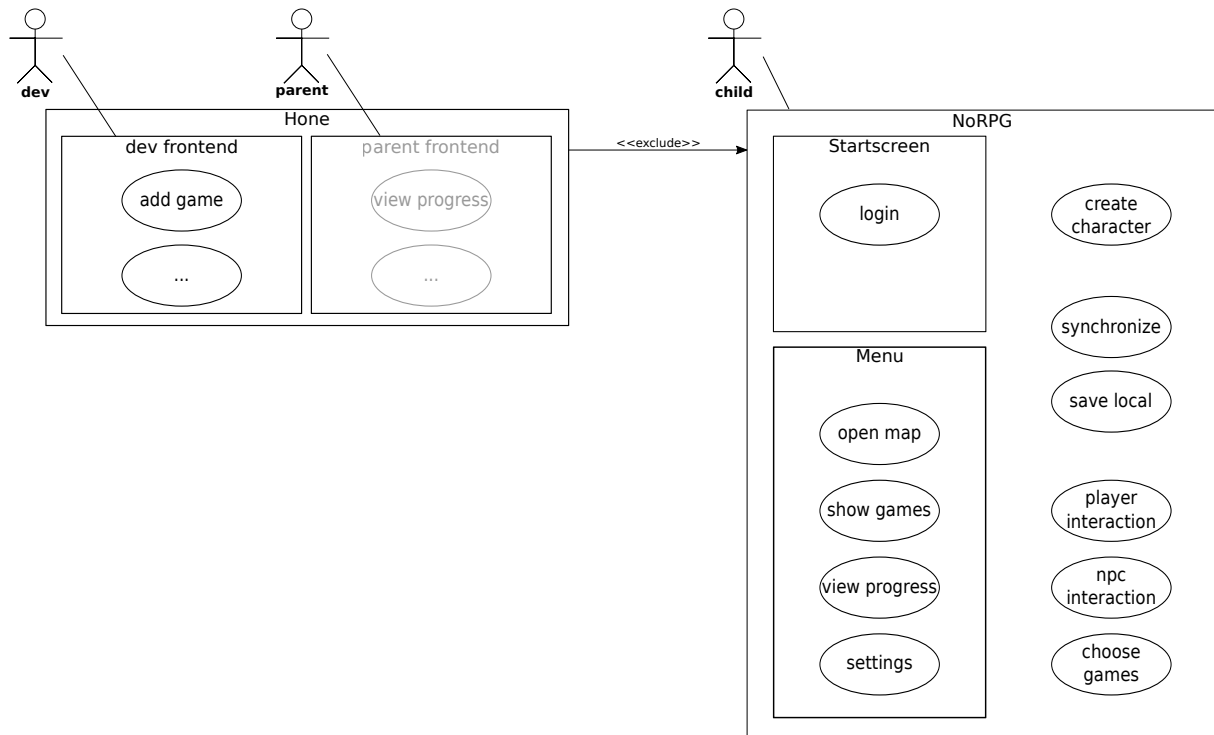 dev
parent
child
Hone
dev frontend
add game
...
parent frontend
view progress
...
<<exclude>>
NoRPG
Startscreen
login
Menu
open map
show games
view progress
settings
create
character
synchronize
save local
player
interaction
npc
interaction
choose
games